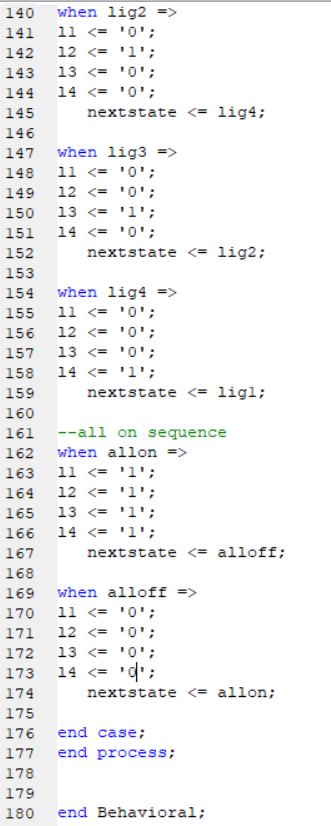 140 when lig2 =>
141 l1 <= '0';
142 l2 <= '1';
143 l3 <= '0';
144 l4 <= '0';
145 nextstate <= lig4;
146
147 when lig3 =>
148 l1 <= '0';
149 l2 <= '0';
150 l3 <= '1';
151 l4 <= '0';
152 nextstate <= lig2;
153
154 when lig4 =>
155 l1 <= '0';
156 l2 <= '0';
157 l3 <= '0';
158 l4 <= '1';
159 nextstate <= lig1;
160
161 --all on sequence
162 when allon =>
163 l1 <= '1';
164 l2 <= '1';
165 l3 <= '1';
166 l4 <= '1';
167 nextstate <= alloff;
168
169 when alloff =>
170 l1 <= '0';
171 l2 <= '0';
172 l3 <= '0';
173 l4 <= '0';
174 nextstate <= allon;
175
176 end case;
177 end process;
178
179
180 end Behavioral;